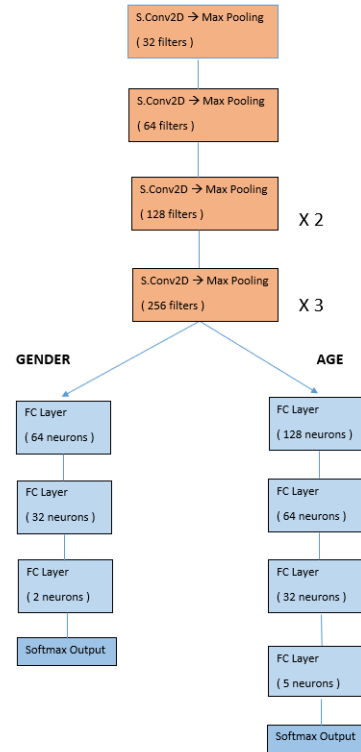 S.Conv2D → Max Pooling
( 32 filters )
S.Conv2D → Max Pooling
( 64 filters )
S.Conv2D → Max Pooling
( 128 filters )
X 2
S.Conv2D → Max Pooling
( 256 filters )
X 3
GENDER
FC Layer
( 64 neurons )
FC Layer
( 32 neurons )
FC Layer
( 2 neurons )
Softmax Output
AGE
FC Layer
( 128 neurons )
FC Layer
( 64 neurons )
FC Layer
( 32 neurons )
FC Layer
( 5 neurons )
Softmax Output